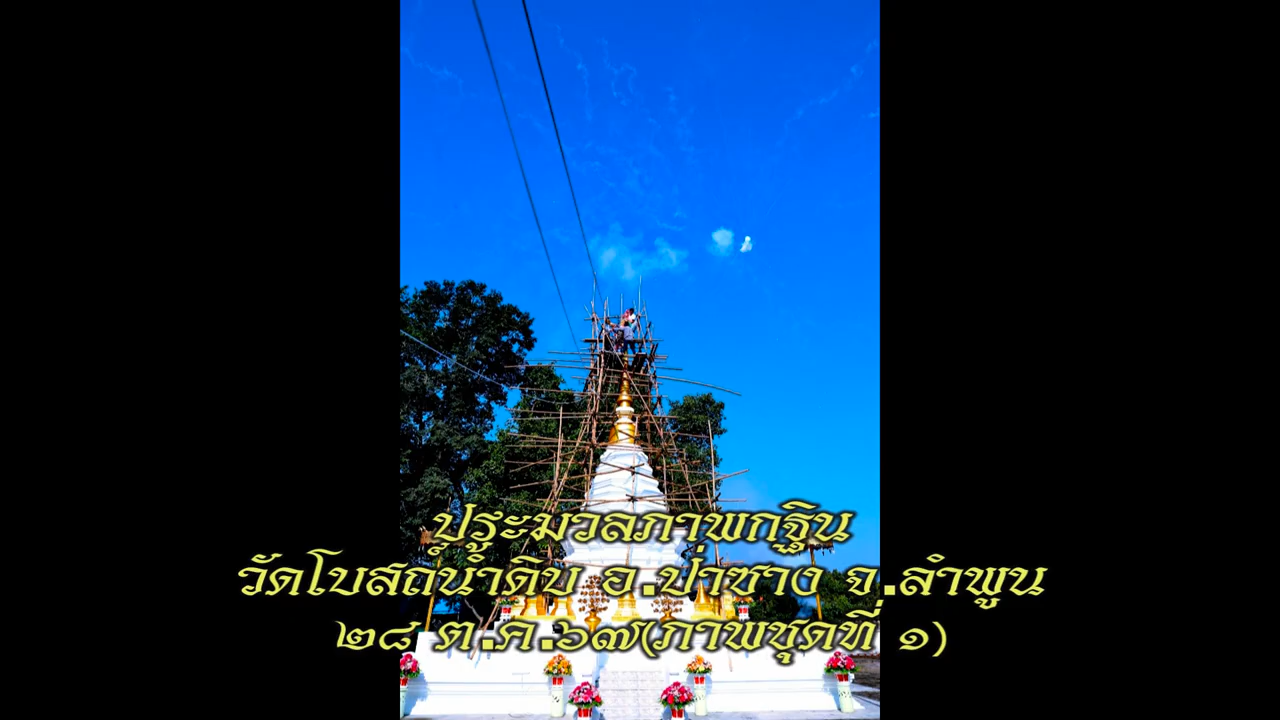 ประมวลภาพกฐิน
วัดโบสถน้ำดิบ อ.ป่าซาง จ.ลำพูน
๒๘ ต.ค.๖๗(ภาพชุดที่ ๑)